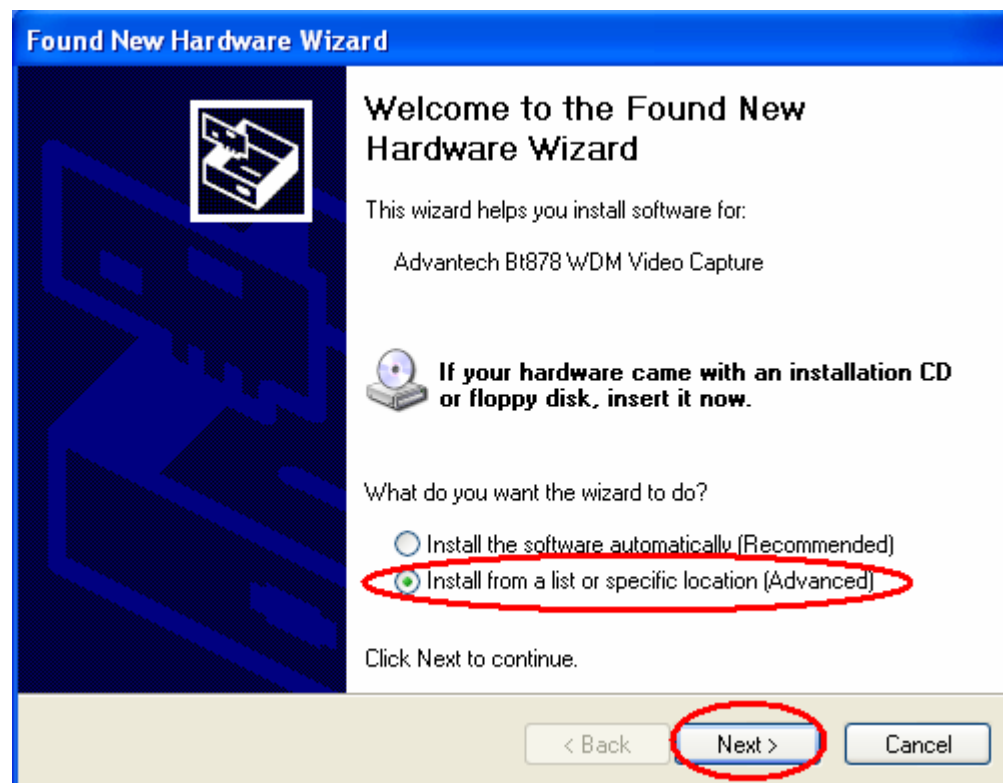 Found New Hardware Wizard
Welcome to the Found New
Hardware Wizard
This wizard helps you install software for:
Advantech Bt878 WDM Video Capture
If your hardware came with an installation CD
or floppy disk, insert it now.
What do you want the wizard to do?
Install the software automatically (Recommended)
Install from a list or specific location (Advanced)
Click Next to continue.
< Back Next > Cancel